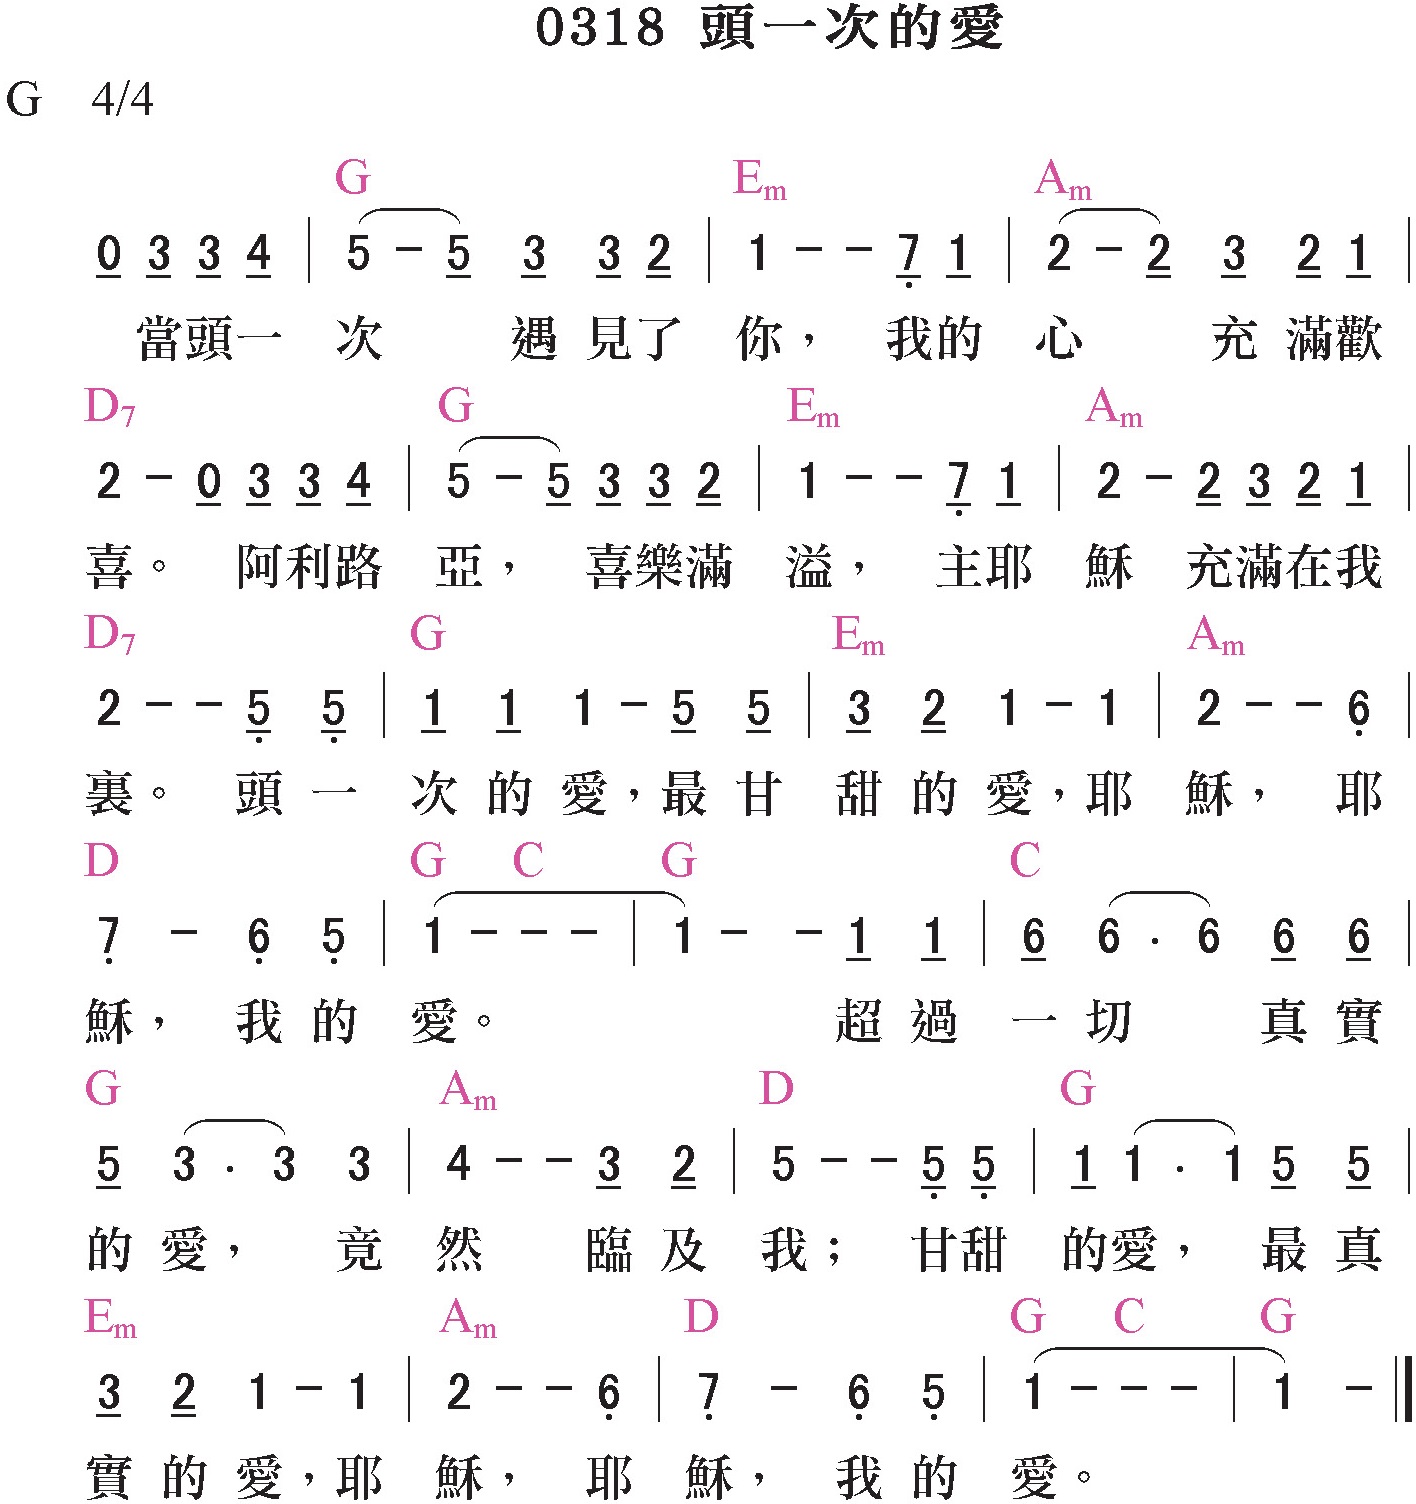 0318 頭一次的愛
G 4/4
G Em Am
0 3 3 4 | 5 – 5 3 3 2 | 1 – – 7 1 | 2 – 2 3 2 1 |
當頭一 次 遇 見了 你， 我的 心 充 滿歡
D7 G Em Am
2 – 0 3 3 4 | 5 – 5 3 3 2 | 1 – – 7 1 | 2 – 2 3 2 1 |
喜。 阿利路 亞， 喜樂滿 溢， 主耶 穌 充滿在我
D7 G Em Am
2 – – 5 5 | 1 1 1 – 5 5 | 3 2 1 – 1 | 2 – – 6 |
裏。 頭 一 次 的 愛，最 甘 甜 的 愛，耶 穌， 耶
D G C G C
7 – 6 5 | 1 – – – | 1 – – 1 1 | 6 6 . 6 6 6 |
穌， 我 的 愛。 超 過 一 切 真 實
G Am D G
5 3 . 3 3 | 4 – – 3 2 | 5 – – 5 5 | 1 1 . 1 5 5 |
的 愛， 竟 然 臨 及 我； 甘甜 的愛， 最 真
Em Am D G C G
3 2 1 – 1 | 2 – – 6 | 7 – 6 5 | 1 – – – | 1 – ‖
實 的 愛，耶 穌， 耶 穌， 我 的 愛。